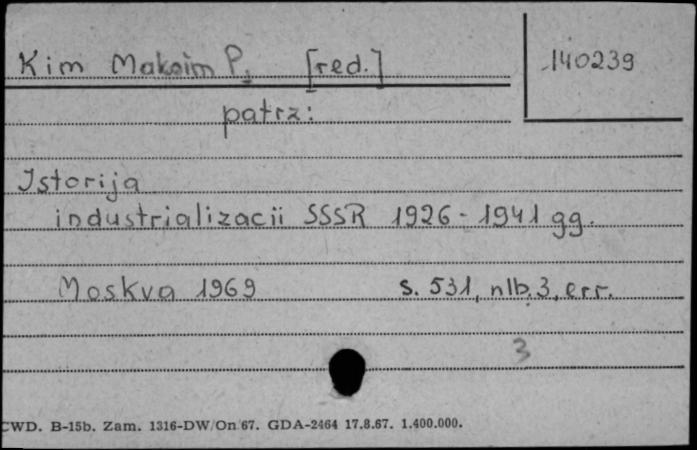 Kim Maksim P. [red.] 140239
patrz:
Istorija
industrializacii SSSR 1926-1941 gg.
Moskva 1969 s. 531, nlb. 3, err.
3
CWD. B-15b. Zam. 1316-DW/On/67. GDA-2464 17.8.67. 1.400.000.